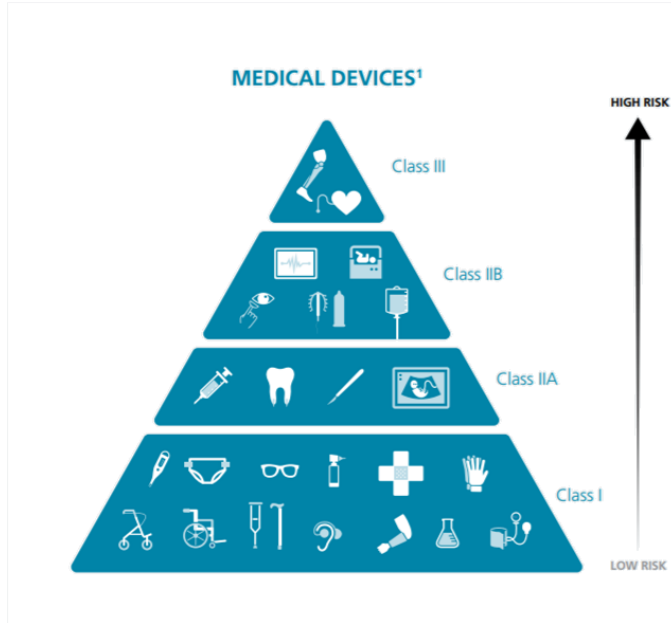 MEDICAL DEVICES¹
HIGH RISK
Class III
Class IIB
Class IIA
Class I
LOW RISK